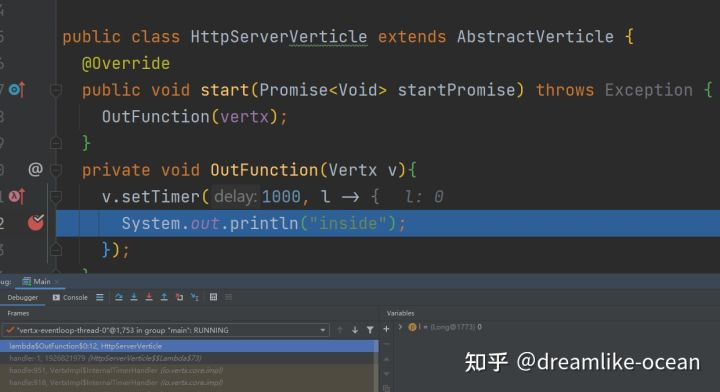 public class HttpServerVerticle extends AbstractVerticle {
@Override
public void start(Promise<Void> startPromise) throws Exception {
OutFunction(vertx);
}
@ private void OutFunction(Vertx v){
v.setTimer( delay: 1000, l -> { l: 0
System.out.println("inside");
});
Main
Debugger Console
Frames Variables
"vert.x-eventloop-thread-0"@1,753 in group "main": RUNNING
l = {Long@1773} 0
lambda$OutFunction$0:12, HttpServerVerticle
handle:-1, 1926821979 (HttpServerVerticle$$Lambda$73)
handle:951, VertxImpl$InternalTimerHandler (io.vertx.core.impl)
handle:918, VertxImpl$InternalTimerHandler (io.vertx.core.impl)
知乎 @dreamlike-ocean